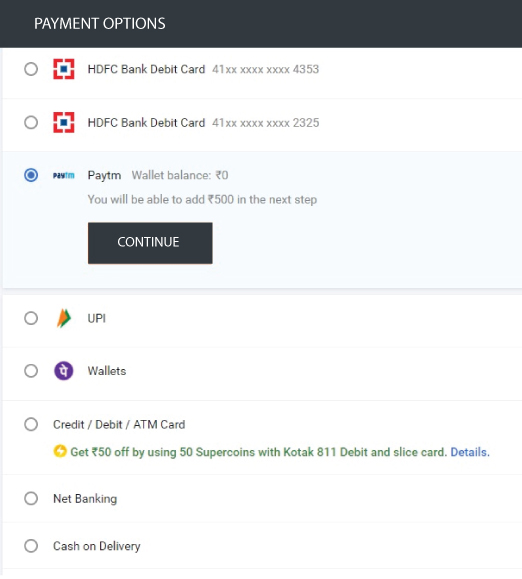 PAYMENT OPTIONS
HDFC Bank Debit Card 41xx xxxx xxxx 4353
HDFC Bank Debit Card 41xx xxxx xxxx 2325
paytm Paytm Wallet balance: ₹0
You will be able to add ₹500 in the next step
CONTINUE
UPI
पे Wallets
Credit / Debit / ATM Card
Get ₹50 off by using 50 Supercoins with Kotak 811 Debit and slice card. Details.
Net Banking
Cash on Delivery